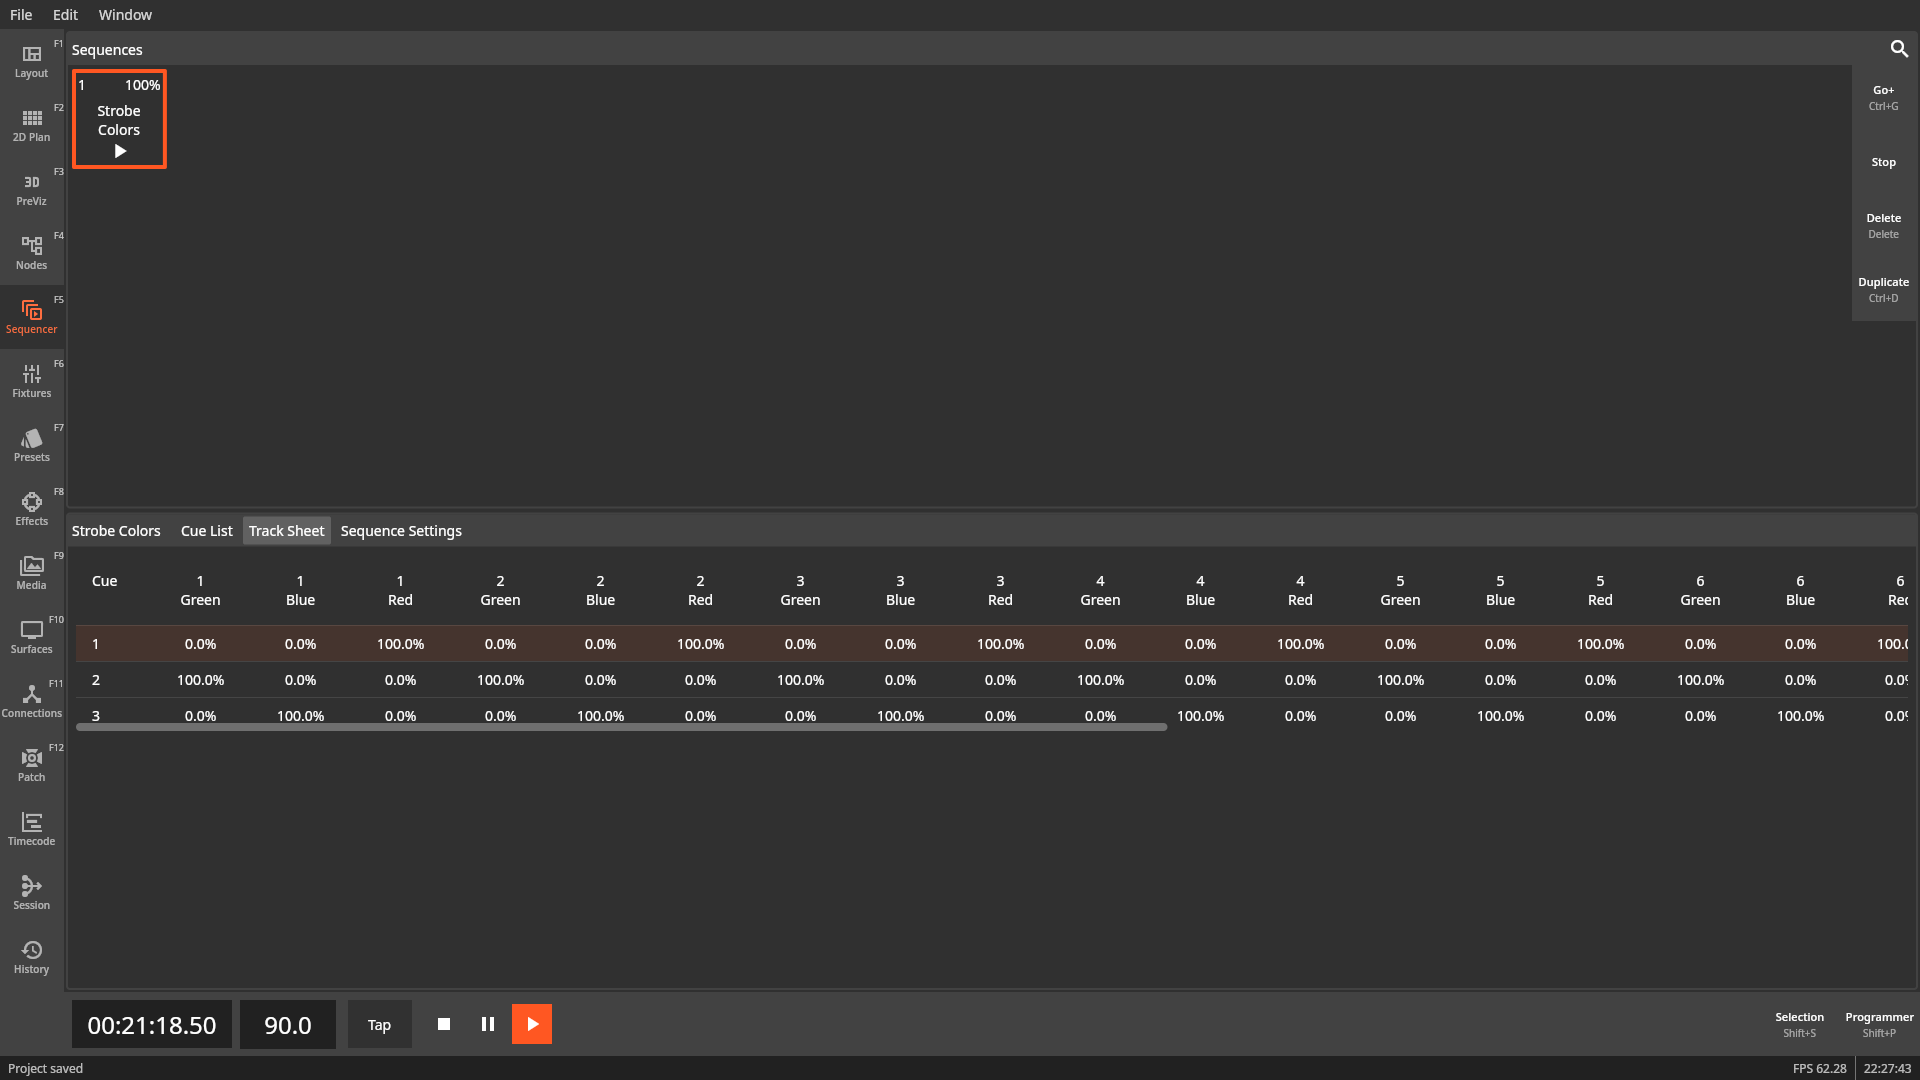 File Edit Window
F1
Layout
F2
2D Plan
F3
3D
PreViz
F4
Nodes
F5
Sequencer
F6
Fixtures
F7
Presets
F8
Effects
F9
Media
F10
Surfaces
F11
Connections
F12
Patch
Timecode
Session
History
Sequences
1 100%
Strobe
Colors
Go+
Ctrl+G
Stop
Delete
Delete
Duplicate
Ctrl+D
Strobe Colors Cue List Track Sheet Sequence Settings
Cue 1 1 1 2 2 2 3 3 3 4 4 4 5 5 5 6 6 6
Green Blue Red Green Blue Red Green Blue Red Green Blue Red Green Blue Red Green Blue Red
1 0.0% 0.0% 100.0% 0.0% 0.0% 100.0% 0.0% 0.0% 100.0% 0.0% 0.0% 100.0% 0.0% 0.0% 100.0% 0.0% 0.0% 100.0
2 100.0% 0.0% 0.0% 100.0% 0.0% 0.0% 100.0% 0.0% 0.0% 100.0% 0.0% 0.0% 100.0% 0.0% 0.0% 100.0% 0.0% 0.0%
3 0.0% 100.0% 0.0% 0.0% 100.0% 0.0% 0.0% 100.0% 0.0% 0.0% 100.0% 0.0% 0.0% 100.0% 0.0% 0.0% 100.0% 0.0%
00:21:18.50 90.0 Tap
Selection
Shift+S
Programmer
Shift+P
Project saved
FPS 62.28 22:27:43